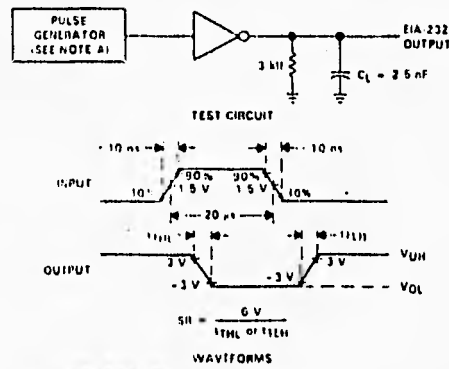 PULSE
GENERATOR
(SEE NOTE A)
EIA-232
OUTPUT
3 kΩ
CL = 2.5 nF
TEST CIRCUIT
10 ns
10 ns
INPUT
10%
90%
1.5 V
90%
1.5 V
10%
20 μs
tTHL
tTLH
OUTPUT
3 V
-3 V
-3 V
3 V
VOH
VOL
SR = 6 V
tTHL or tTLH
WAVEFORMS